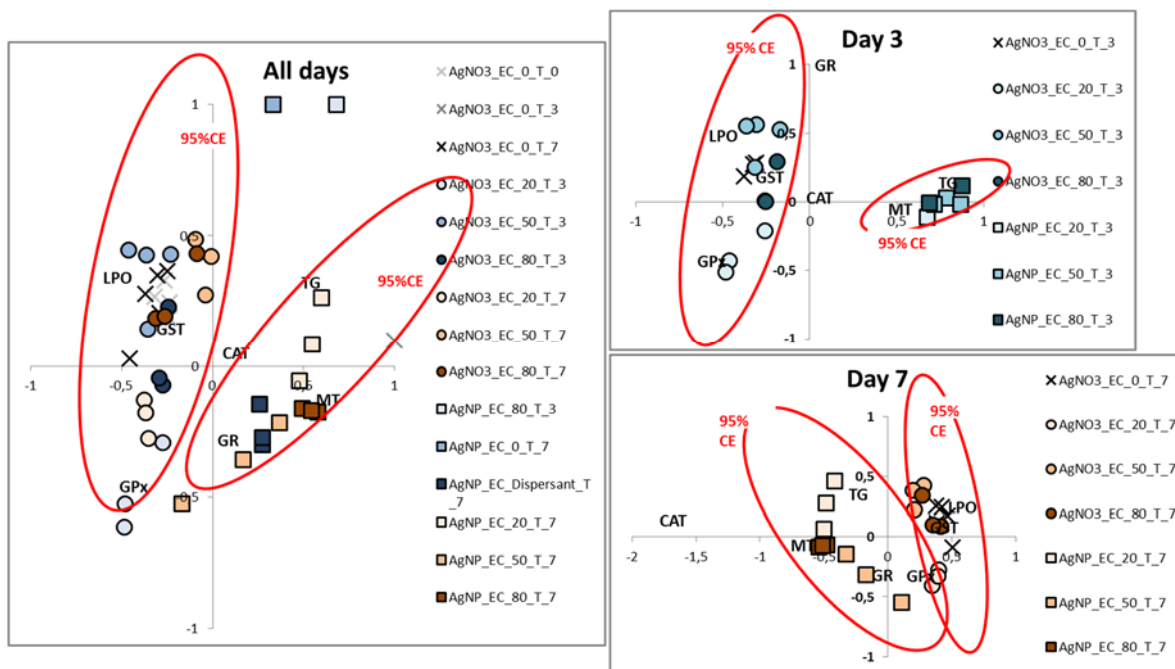 All days
95%CE
95%CE
1
0,5
0
-1
-0,5
0
0,5
1
0,5
-1
LPO
GST
CAT
TG
MT
GR
GPx
AgNO3_EC_0_T_0
AgNO3_EC_0_T_3
AgNO3_EC_0_T_7
AgNO3_EC_20_T_3
AgNO3_EC_50_T_3
AgNO3_EC_80_T_3
AgNO3_EC_20_T_7
AgNO3_EC_50_T_7
AgNO3_EC_80_T_7
AgNP_EC_80_T_3
AgNP_EC_0_T_7
AgNP_EC_Dispersant_T
_7
AgNP_EC_20_T_7
AgNP_EC_50_T_7
AgNP_EC_80_T_7
Day 3
95% CE
95% CE
GR
1
0,5
0
-1
-0,5
0
0,5
1
-0,5
-1
LPO
GST
CAT
TG
MT
GPx
AgNO3_EC_0_T_3
AgNO3_EC_20_T_3
AgNO3_EC_50_T_3
AgNO3_EC_80_T_3
AgNP_EC_20_T_3
AgNP_EC_50_T_3
AgNP_EC_80_T_3
Day 7
95%
CE
95%
CE
1
0,5
0
-2
-1
0
0,5
1
-0,5
-1
CAT
TG
LPO
GST
MT
GR
GPx
AgNO3_EC_0_T_7
AgNO3_EC_20_T_7
AgNO3_EC_50_T_7
AgNO3_EC_80_T_7
AgNP_EC_20_T_7
AgNP_EC_50_T_7
AgNP_EC_80_T_7